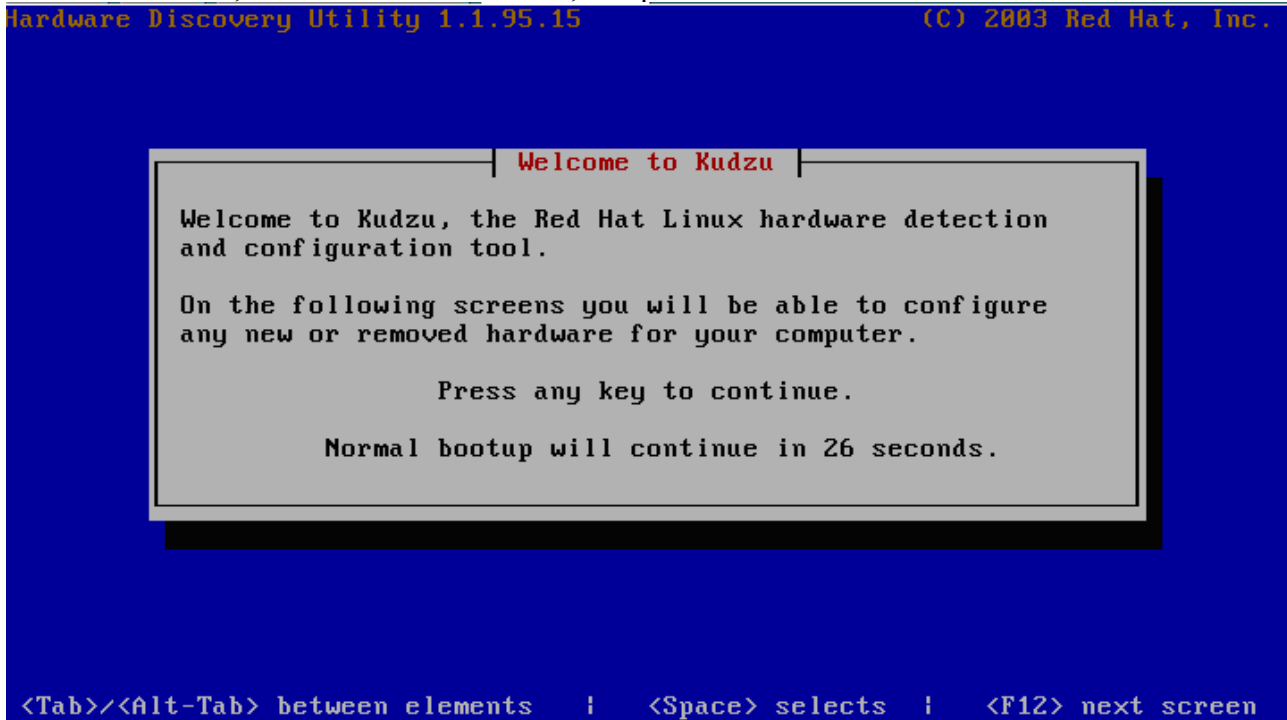 Hardware Discovery Utility 1.1.95.15 (C) 2003 Red Hat, Inc.
Welcome to Kudzu
Welcome to Kudzu, the Red Hat Linux hardware detection
and configuration tool.
On the following screens you will be able to configure
any new or removed hardware for your computer.
Press any key to continue.
Normal bootup will continue in 26 seconds.
<Tab>/<Alt-Tab> between elements | <Space> selects | <F12> next screen